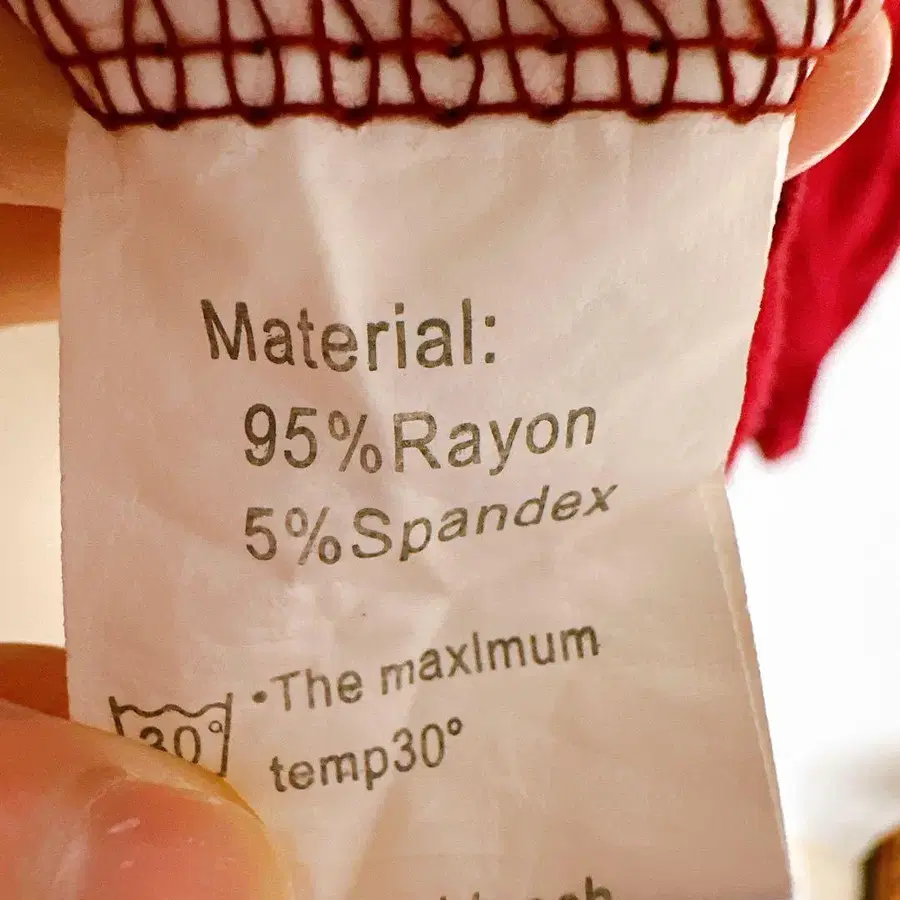 Material:
95%Rayon
5%Spandex
30°
•The maxlmum
temp30°